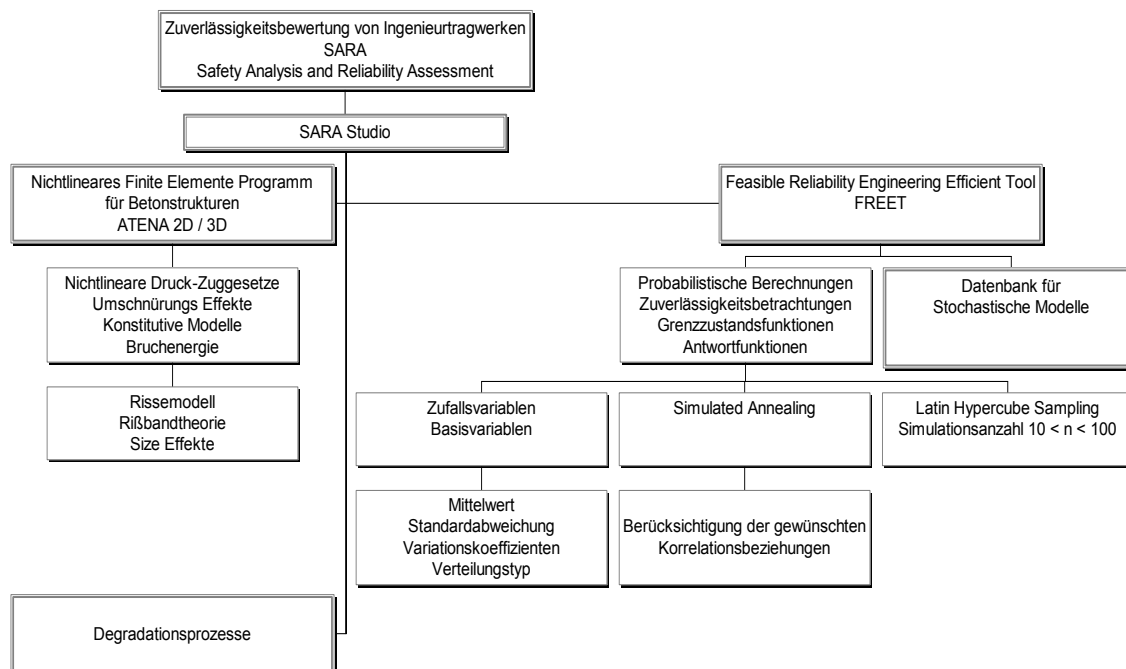 Zuverlässigkeitsbewertung von Ingenieurtragwerken
SARA
Safety Analysis and Reliability Assessment
SARA Studio
Nichtlineares Finite Elemente Programm
für Betonstrukturen
ATENA 2D / 3D
Feasible Reliability Engineering Efficient Tool
FREET
Nichtlineare Druck-Zuggesetze
Umschnürungs Effekte
Konstitutive Modelle
Bruchenergie
Probabilistische Berechnungen
Zuverlässigkeitsbetrachtungen
Grenzzustandsfunktionen
Antwortfunktionen
Datenbank für
Stochastische Modelle
Rissemodell
Rißbandtheorie
Size Effekte
Zufallsvariablen
Basisvariablen
Simulated Annealing
Latin Hypercube Sampling
Simulationsanzahl 10 < n < 100
Mittelwert
Standardabweichung
Variationskoeffizienten
Verteilungstyp
Berücksichtigung der gewünschten
Korrelationsbeziehungen
Degradationsprozesse